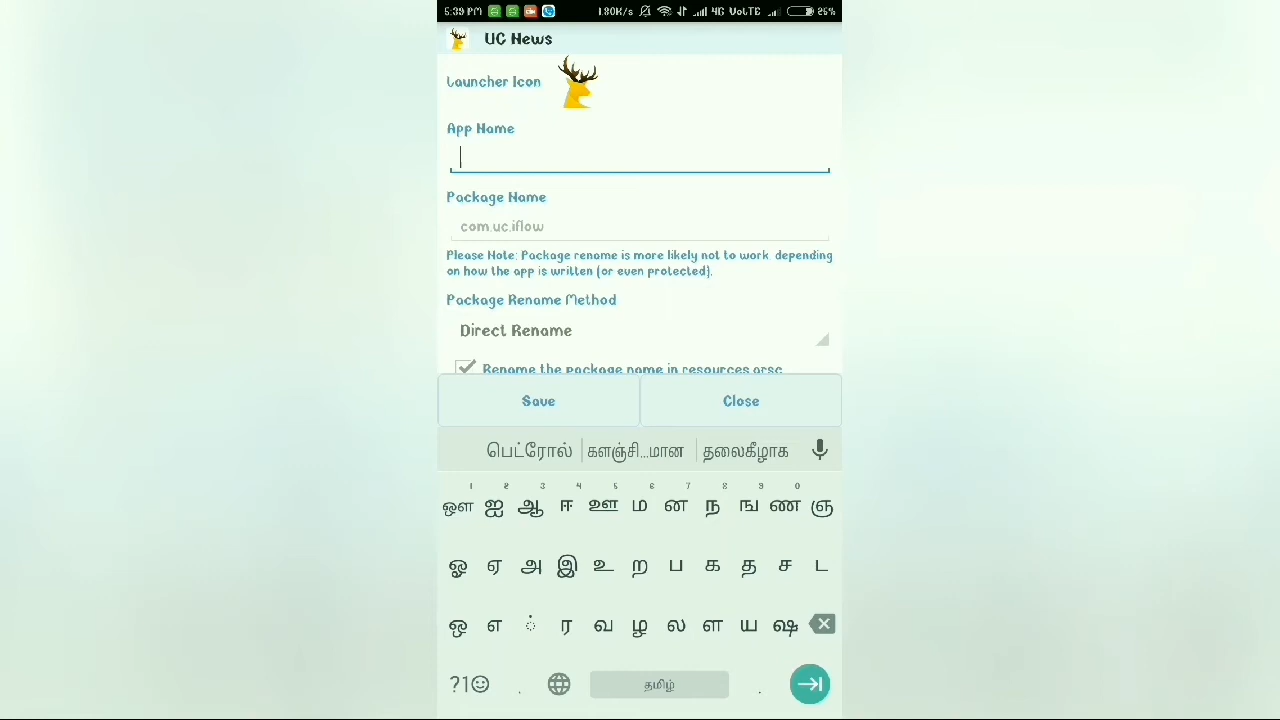 5:39 PM 1.80K/s 4G VoLTE 25%
UC News
Launcher Icon
App Name
Package Name
com.uc.iflow
Please Note: Package rename is more likely not to work, depending
on how the app is written (or even protected).
Package Rename Method
Direct Rename
Rename the package name in resources.arsc
Save Close
பெட்ரோல் களஞ்சி...மான தலைகீழாக
1 2 3 4 5 6 7 8 9 0
ஔ ஐ ஆ ஈ ஊ ம ன ந ங ண ஞ
ஓ ஏ அ இ உ ற ப க த ச ட
ஒ எ ் ர வ ழ ல ள ய ஷ
?1 . தமிழ் .